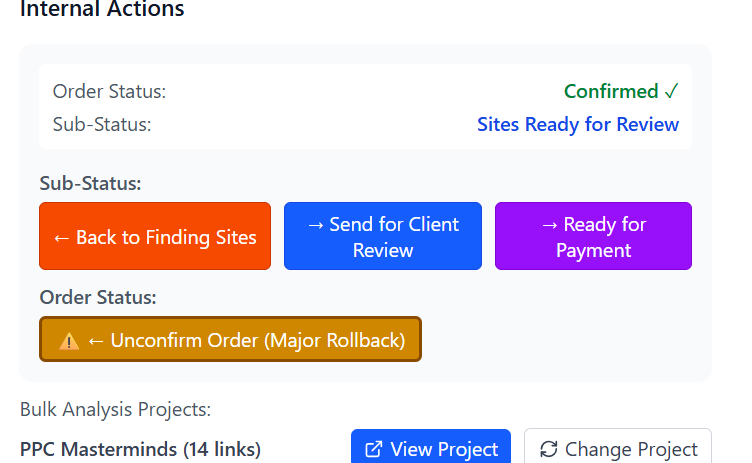 Internal Actions
Order Status: Confirmed ✓
Sub-Status: Sites Ready for Review
Sub-Status:
← Back to Finding Sites
→ Send for Client
Review
→ Ready for
Payment
Order Status:
⚠️ ← Unconfirm Order (Major Rollback)
Bulk Analysis Projects:
PPC Masterminds (14 links)
View Project
Change Project